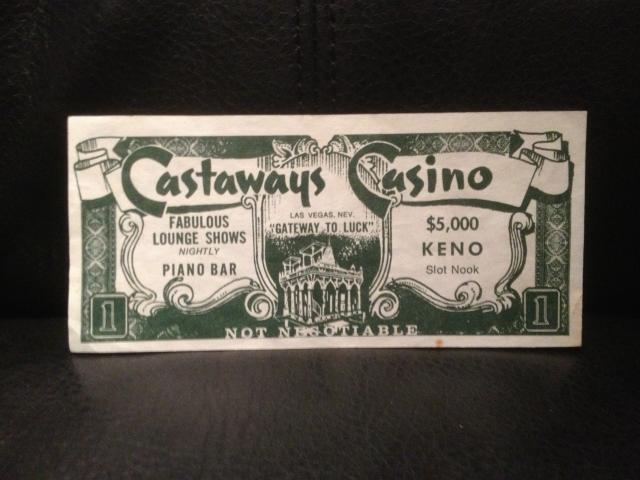 Castaways Casino
LAS VEGAS, NEV.
"GATEWAY TO LUCK"
FABULOUS
LOUNGE SHOWS
NIGHTLY
PIANO BAR
$5,000
KENO
Slot Nook
1
1
NOT NEGOTIABLE